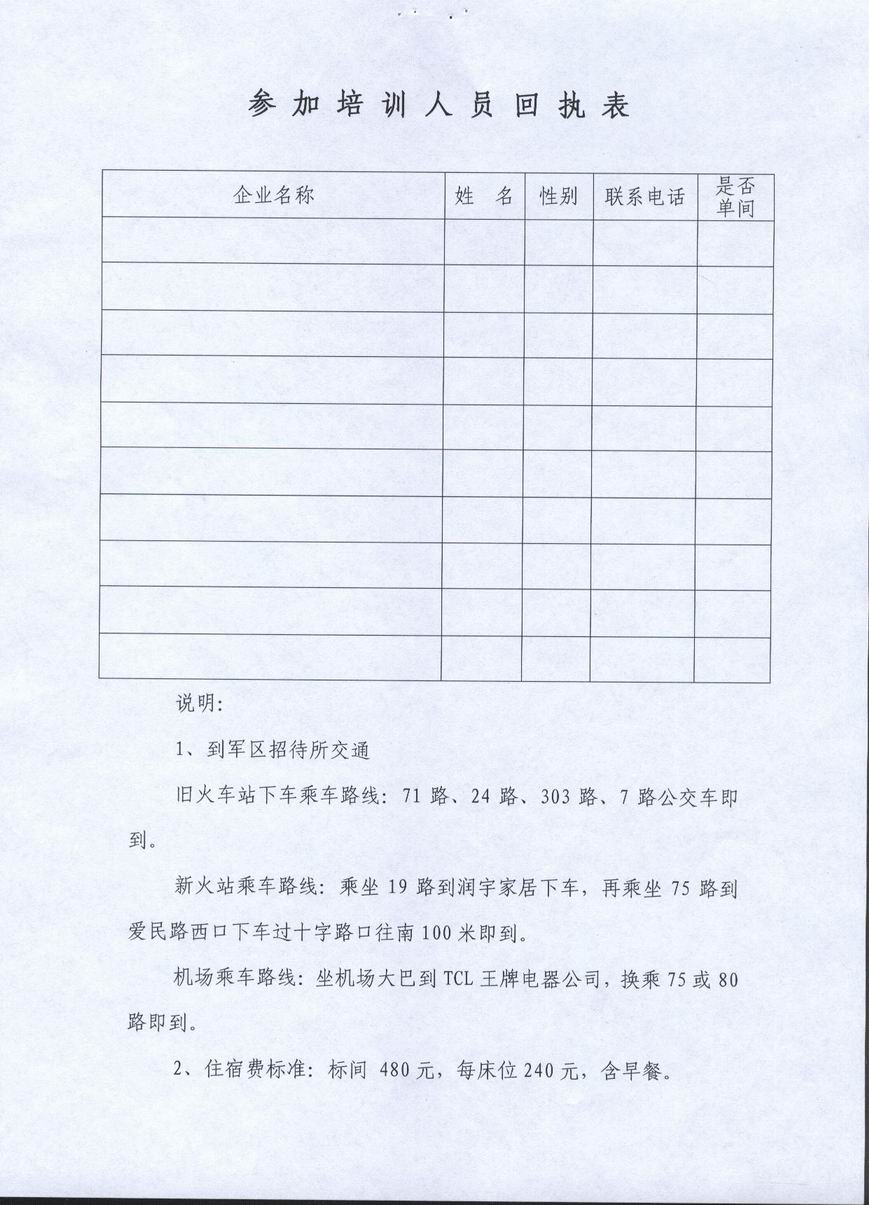 参加培训人员回执表
企业名称 姓 名 性别 联系电话 是否
单间
说明:
1、到军区招待所交通
旧火车站下车乘车路线: 71 路、24 路、303 路、7 路公交车即
到。
新火站乘车路线: 乘坐 19 路到润宇家居下车, 再乘坐 75 路到
爱民路西口下车过十字路口往南 100 米即到。
机场乘车路线: 坐机场大巴到 TCL 王牌电器公司, 换乘 75 或 80
路即到。
2、住宿费标准: 标间 480 元, 每床位 240 元, 含早餐。